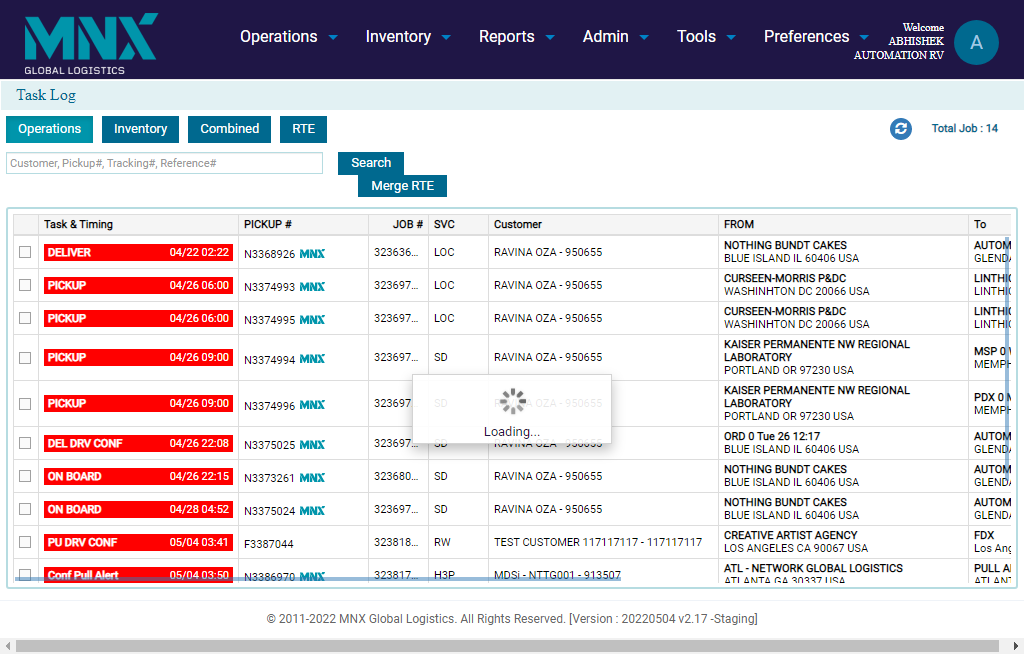 MNX
GLOBAL LOGISTICS
Operations Inventory Reports Admin Tools Preferences
Welcome
ABHISHEK
AUTOMATION RV
A
Task Log
Operations Inventory Combined RTE
Total Job : 14
Customer, Pickup#, Tracking#, Reference#
Search
Merge RTE
Task & Timing PICKUP # JOB # SVC Customer FROM To
DELIVER 04/22 02:22 N3368926 MNX 323636... LOC RAVINA OZA - 950655 NOTHING BUNDT CAKES AUTOM
BLUE ISLAND IL 60406 USA GLENDA
PICKUP 04/26 06:00 N3374993 MNX 323697... LOC RAVINA OZA - 950655 CURSEEN-MORRIS P&DC LINTHIC
WASHINHTON DC 20066 USA LINTHIC
PICKUP 04/26 06:00 N3374995 MNX 323697... LOC RAVINA OZA - 950655 CURSEEN-MORRIS P&DC LINTHIC
WASHINHTON DC 20066 USA LINTHIC
PICKUP 04/26 09:00 N3374994 MNX 323697... SD RAVINA OZA - 950655 KAISER PERMANENTE NW REGIONAL
LABORATORY MSP 0
PORTLAND OR 97230 USA MEMPH
PICKUP 04/26 09:00 N3374996 MNX 323697 SD OZA - 950655 KAISER PERMANENTE NW REGIONAL
LABORATORY PDX 0
PORTLAND OR 97230 USA MEMPH
Loading...
DEL DRV CONF 04/26 22:08 N3375025 MNX 323697 SD RAVINA OZA - 950655 ORD 0 Tue 26 12:17 AUTOM
BLUE ISLAND IL 60406 USA GLENDA
ON BOARD 04/26 22:15 N3373261 MNX 323680... SD RAVINA OZA - 950655 NOTHING BUNDT CAKES AUTOM
BLUE ISLAND IL 60406 USA GLENDA
ON BOARD 04/28 04:52 N3375024 MNX 323697... SD RAVINA OZA - 950655 NOTHING BUNDT CAKES AUTOM
BLUE ISLAND IL 60406 USA GLENDA
PU DRV CONF 05/04 03:41 F3387044 323818... RW TEST CUSTOMER 117117117 - 117117117 CREATIVE ARTIST AGENCY FDX
LOS ANGELES CA 90067 USA Los Ang
Conf Pull Alert 05/04 03:50 N3386970 MNX 323817... H3P MDSi - NTTG001 - 913507 ATL - NETWORK GLOBAL LOGISTICS PULL A
ATLANTA GA 30337 USA ATLANT
© 2011-2022 MNX Global Logistics. All Rights Reserved. [Version : 20220504 v2.17 -Staging]